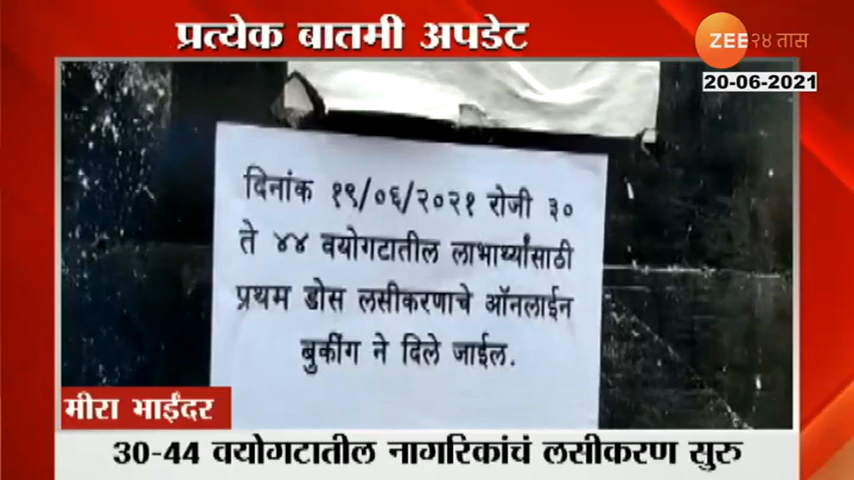 प्रत्येक बातमी अपडेट
ZEE २४ तास
20-06-2021
दिनांक १९/०६/२०२१ रोजी ३०
ते ४४ वयोगटातील लाभार्थ्यांसाठी
प्रथम डोस लसीकरणाचे ऑनलाईन
बुकींग ने दिले जाईल.
मीरा भाईंदर
30-44 वयोगटातील नागरिकांचं लसीकरण सुरु